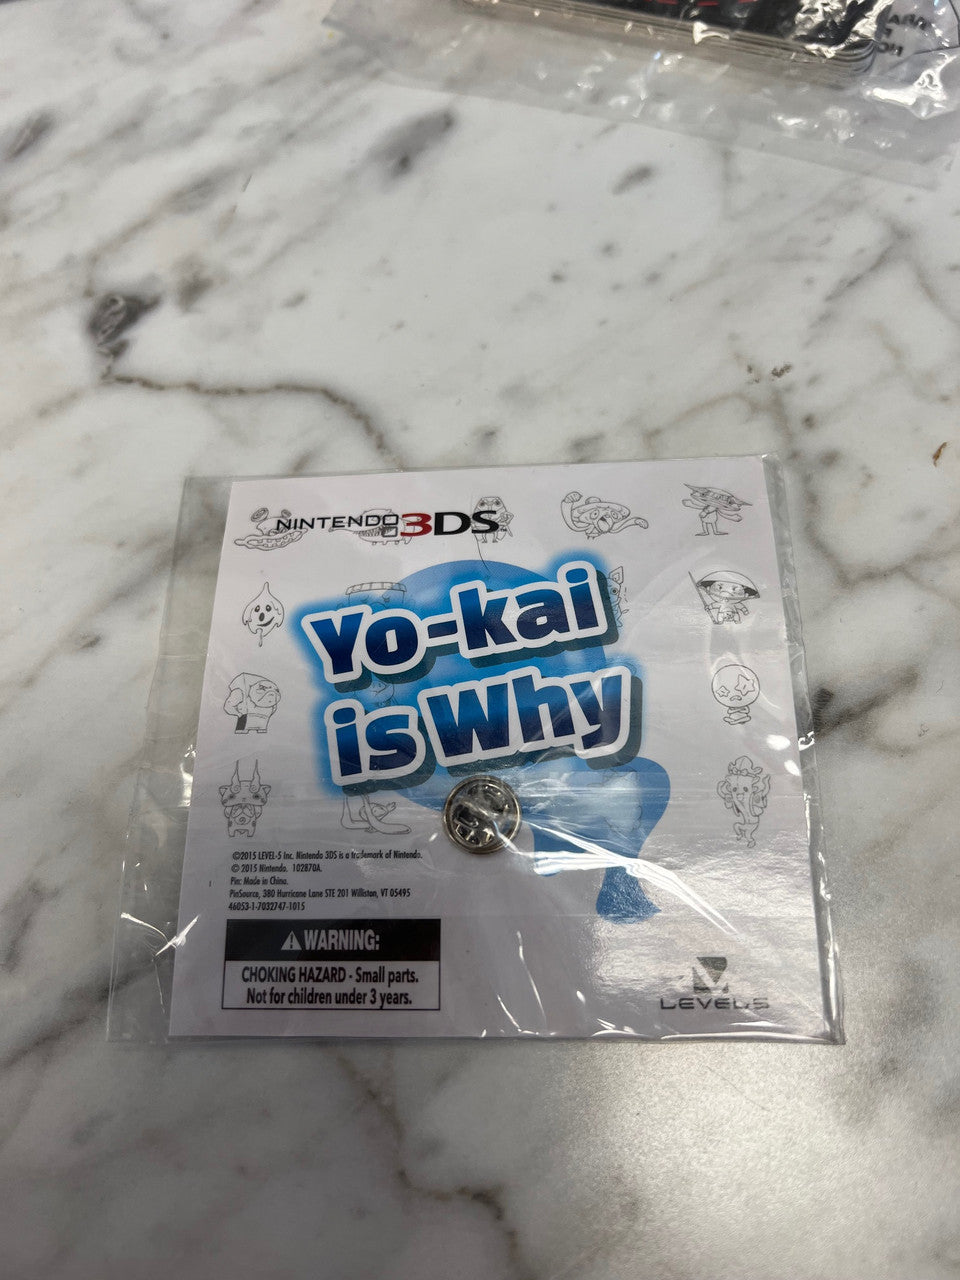 NINTENDO 3DS
Yo-kai
is Why
©2015 LEVEL-5 Inc. Nintendo 3DS is a trademark of Nintendo.
© 2015 Nintendo. 102870A.
Pin: Made in China.
PinSource, 380 Hurricane Lane STE 201 Williston, VT 05495
46053-1-7032747-1015
WARNING:
CHOKING HAZARD - Small parts.
Not for children under 3 years.
LEVEL5